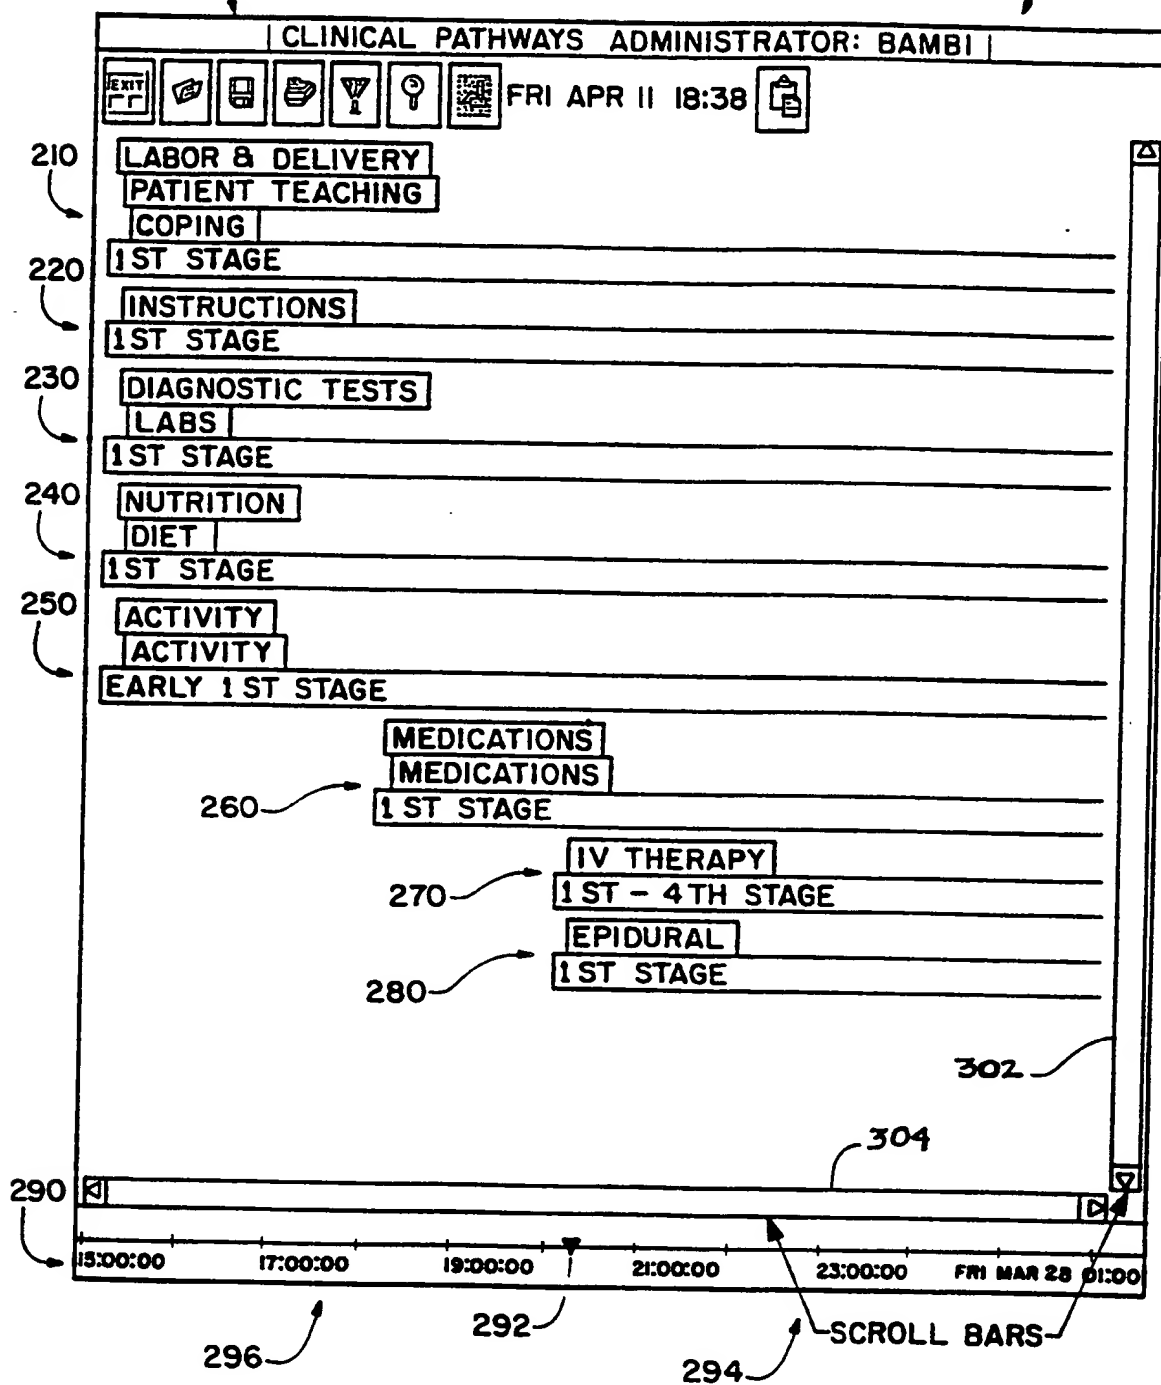 CLINICAL PATHWAYS ADMINISTRATOR: BAMBI
EXIT FRI APR 11 18:38
210 LABOR & DELIVERY
PATIENT TEACHING
COPING
220 1ST STAGE
INSTRUCTIONS
1ST STAGE
230 DIAGNOSTIC TESTS
LABS
1ST STAGE
240 NUTRITION
DIET
1ST STAGE
250 ACTIVITY
ACTIVITY
EARLY 1ST STAGE
MEDICATIONS
MEDICATIONS
260 1ST STAGE
IV THERAPY
270 1ST - 4TH STAGE
EPIDURAL
280 1ST STAGE
302
304
290
15:00:00 17:00:00 19:00:00 21:00:00 23:00:00 FRI MAR 28 01:00
292 SCROLL BARS
296 294